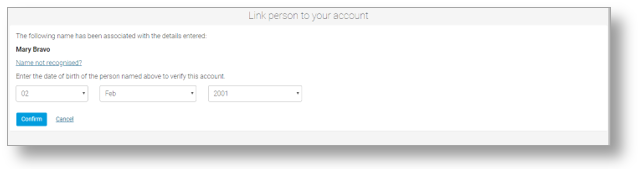 Link person to your account
The following name has been associated with the details entered:
Mary Bravo
Name not recognised?
Enter the date of birth of the person named above to verify this account.
02 Feb 2001
Confirm Cancel